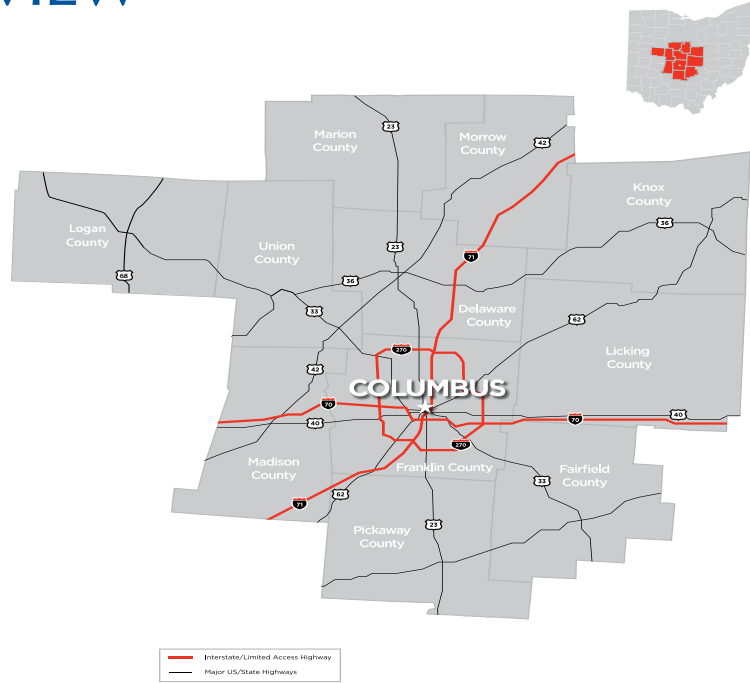 VIEW
Marion
County
23
Morrow
County
42
Knox
County
36
Logan
County
68
Union
County
23
71
36
33
Delaware
County
62
Licking
County
270
42
COLUMBUS
70
40
40
70
270
Madison
County
Franklin County
Fairfield
County
62
33
71
23
Pickaway
County
Interstate/Limited Access Highway
Major US/State Highways